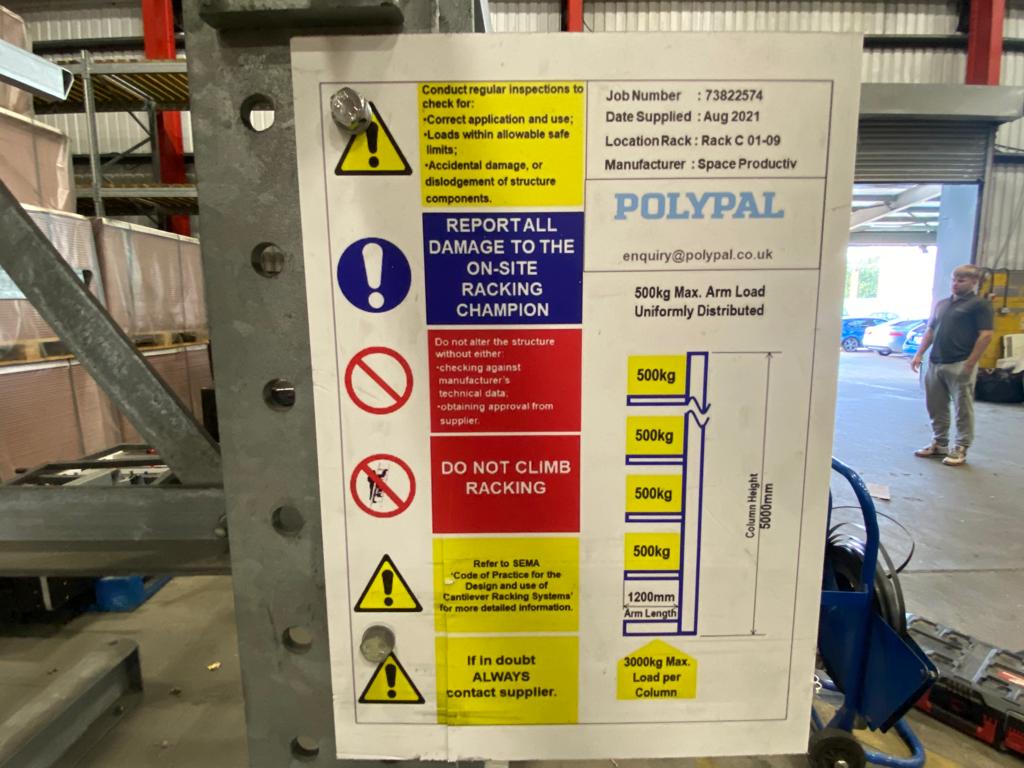 Conduct regular inspections to
check for:
•Correct application and use;
•Loads within allowable safe
limits;
•Accidental damage, or
dislodgement of structure
components.
REPORT ALL
DAMAGE TO THE
ON-SITE
RACKING
CHAMPION
Do not alter the structure
without either:
•checking against
manufacturer's
technical data;
•obtaining approval from
supplier.
DO NOT CLIMB
RACKING
Refer to SEMA
'Code of Practice for the
Design and use of
Cantilever Racking Systems'
for more detailed information.
If in doubt
ALWAYS
contact supplier.
Job Number : 73822574
Date Supplied : Aug 2021
Location Rack : Rack C 01-09
Manufacturer : Space Productiv
POLYPAL
enquiry@polypal.co.uk
500kg Max. Arm Load
Uniformly Distributed
500kg
500kg
500kg
500kg
1200mm
Arm Length
Column Height
5000mm
3000kg Max.
Load per
Column